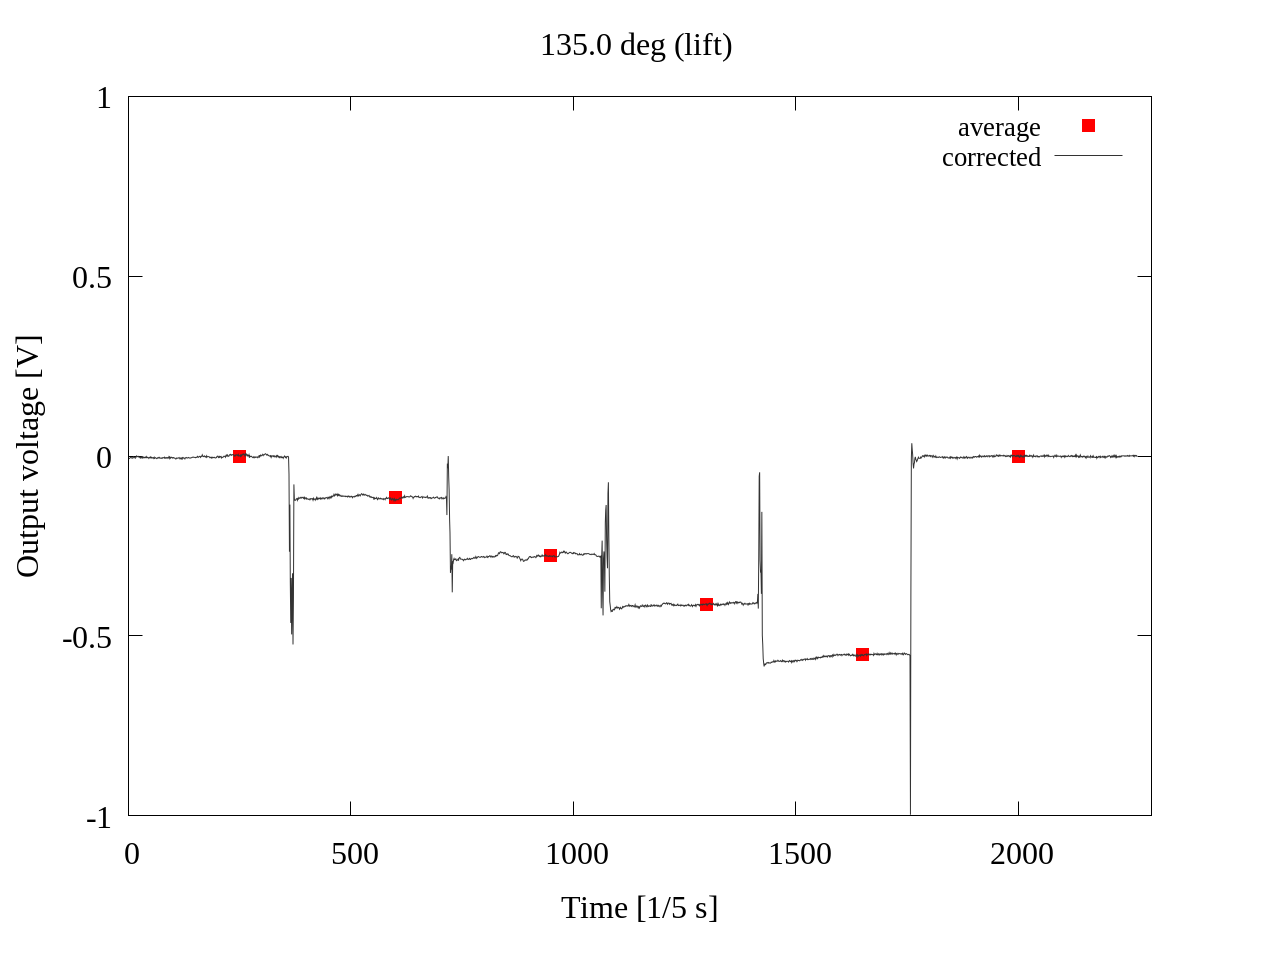 135.0 deg (lift)
1
average
corrected
0.5
Output voltage [V]
0
-0.5
-1
0 500 1000 1500 2000
Time [1/5 s]